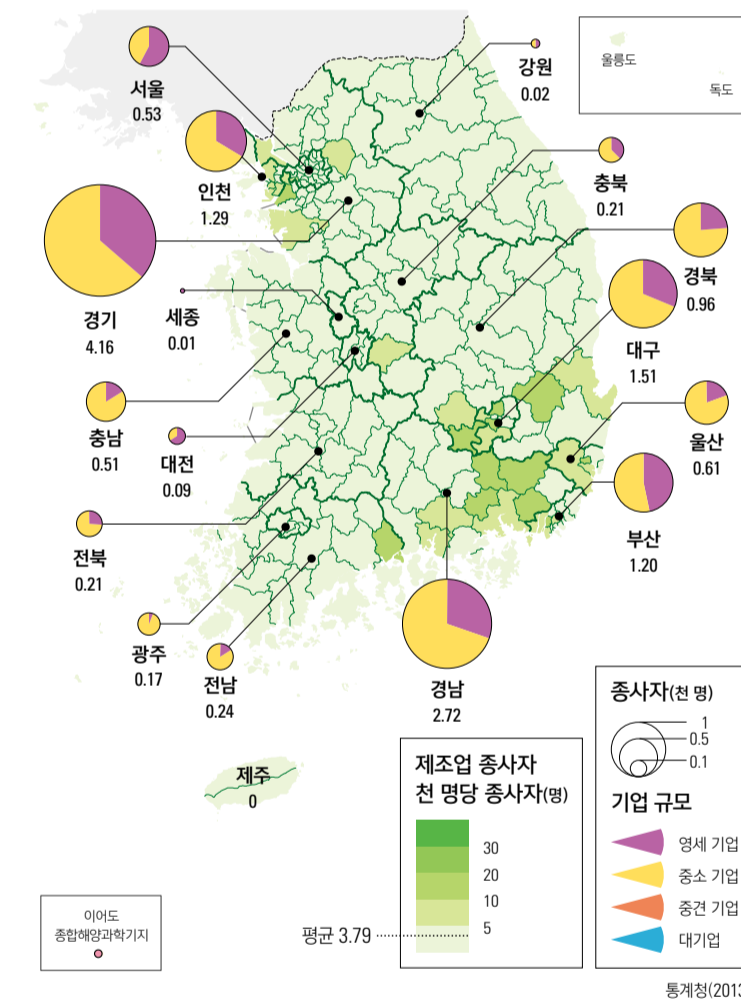 서울
0.53
강원
0.02
울릉도
독도
인천
1.29
충북
0.21
경북
0.96
경기
4.16
세종
0.01
대구
1.51
충남
0.51
대전
0.09
울산
0.61
부산
1.20
전북
0.21
광주
0.17
전남
0.24
경남
2.72
제주
0
이어도
종합해양과학기지
제조업 종사자
천 명당 종사자(명)
30
20
10
5
평균 3.79
종사자(천 명)
1
0.5
0.1
기업 규모
영세 기업
중소 기업
중견 기업
대기업
통계청(2013